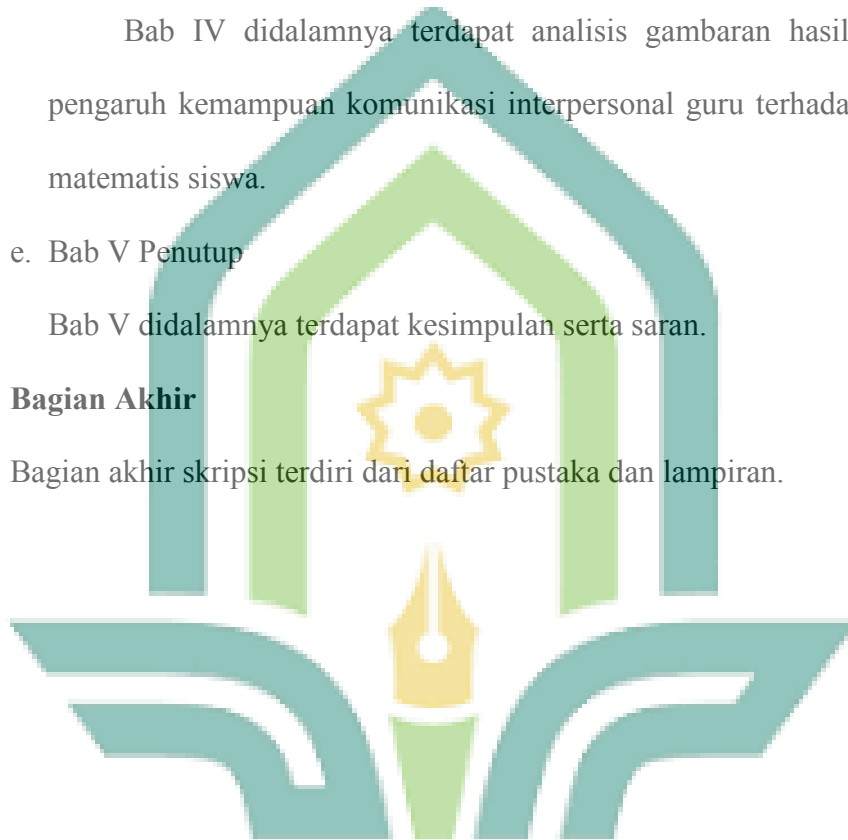 Bab IV didalamnya terdapat analisis gambaran hasil
pengaruh kemampuan komunikasi interpersonal guru
matematis siswa.
e. Bab V Penutup
Bab V didalamnya terdapat kesimpulan serta saran.
Bagian Akhir
Bagian akhir skripsi terdiri dari daftar pustaka dan lampiran.